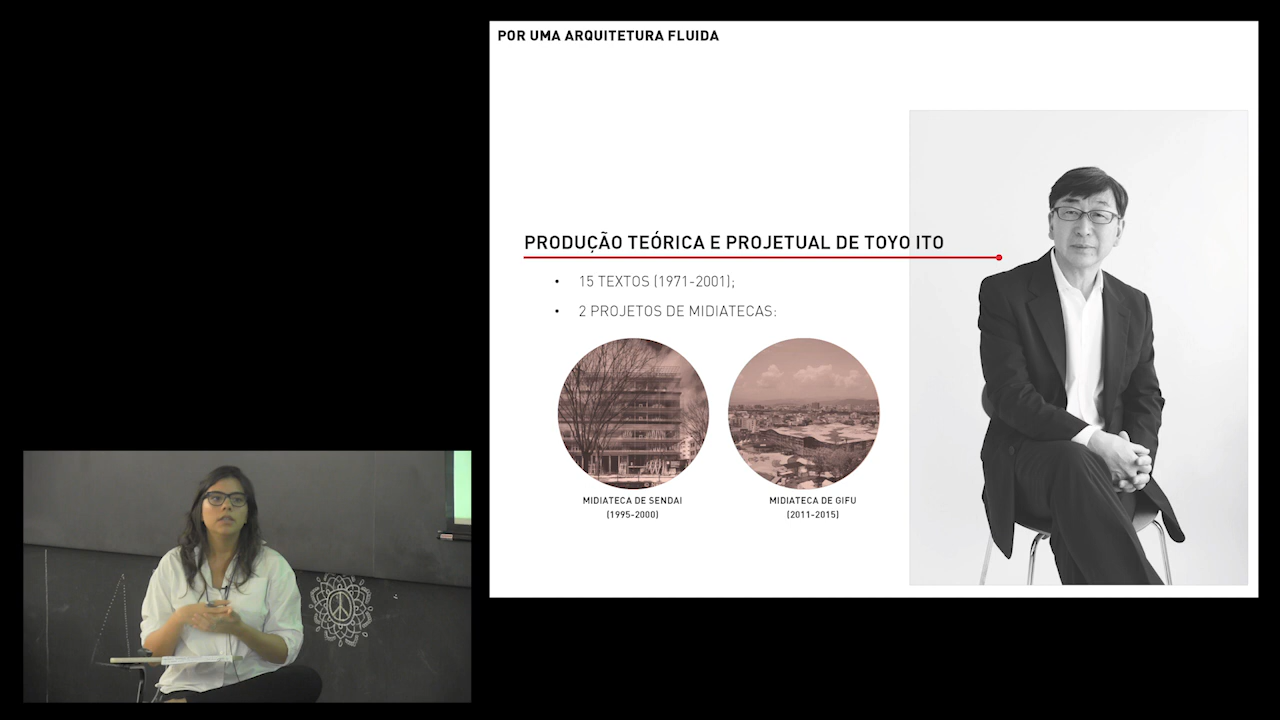 POR UMA ARQUITETURA FLUIDA
PRODUÇÃO TEÓRICA E PROJETUAL DE TOYO ITO
• 15 TEXTOS (1971-2001);
• 2 PROJETOS DE MIDIATECAS:
MIDIATECA DE SENDAI
(1995-2000)
MIDIATECA DE GIFU
(2011-2015)